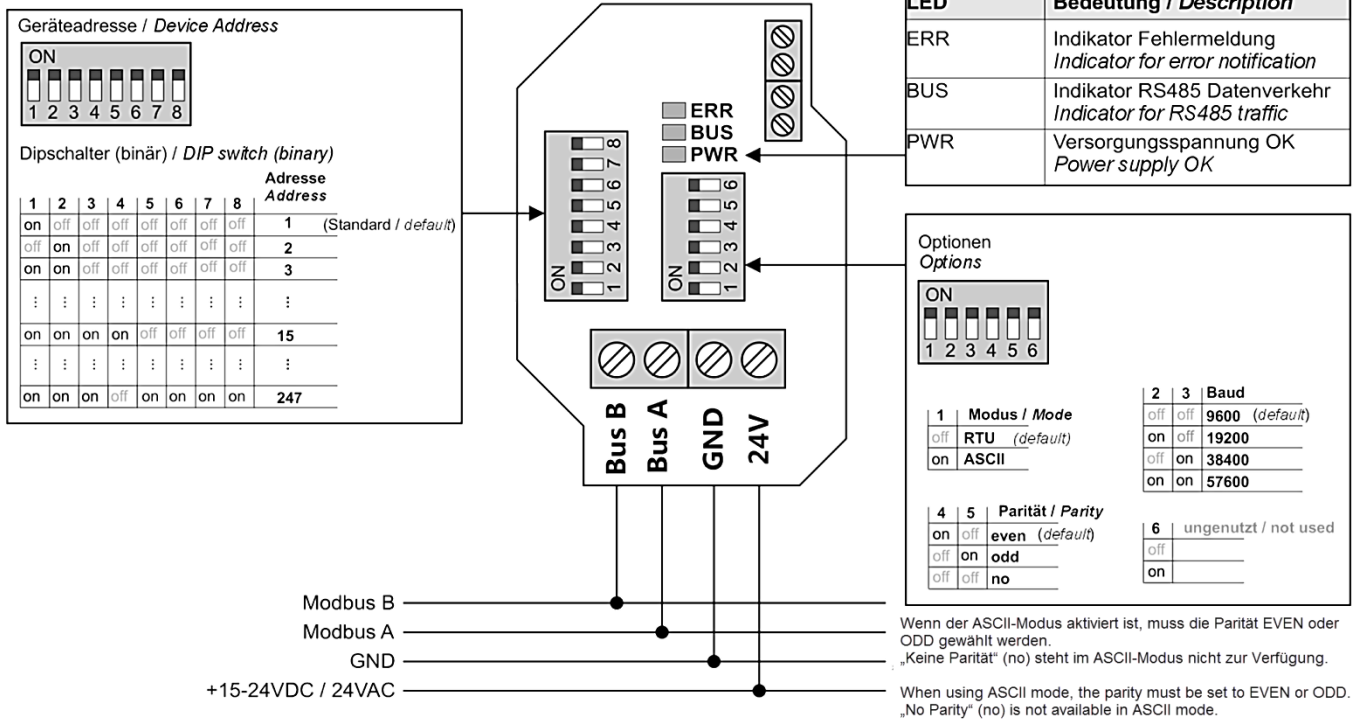 Geräteadresse / Device Address
ON
1 2 3 4 5 6 7 8
Dipschalter (binär) / DIP switch (binary)
Adresse
Address
1 2 3 4 5 6 7 8
on off off off off off off off 1 (Standard / default)
off on off off off off off off 2
on on off off off off off off 3
⋮ ⋮ ⋮ ⋮ ⋮ ⋮ ⋮ ⋮ ⋮
on on on on off off off off 15
⋮ ⋮ ⋮ ⋮ ⋮ ⋮ ⋮ ⋮ ⋮
on on on off on on on on 247
ERR
BUS
PWR
ON
1 2 3 4 5 6 7 8
ON
1 2 3 4 5 6
Bus B
Bus A
GND
24V
Modbus B
Modbus A
GND
+15-24VDC / 24VAC
LED Bedeutung / Description
ERR Indikator Fehlermeldung
Indicator for error notification
BUS Indikator RS485 Datenverkehr
Indicator for RS485 traffic
PWR Versorgungsspannung OK
Power supply OK
Optionen
Options
ON
1 2 3 4 5 6
1 Modus / Mode
off RTU (default)
on ASCII
2 3 Baud
off off 9600 (default)
on off 19200
off on 38400
on on 57600
4 5 Parität / Parity
on off even (default)
off on odd
off off no
6 ungenutzt / not used
off
on
Wenn der ASCII-Modus aktiviert ist, muss die Parität EVEN oder
ODD gewählt werden.
„Keine Parität“ (no) steht im ASCII-Modus nicht zur Verfügung.
When using ASCII mode, the parity must be set to EVEN or ODD.
„No Parity“ (no) is not available in ASCII mode.